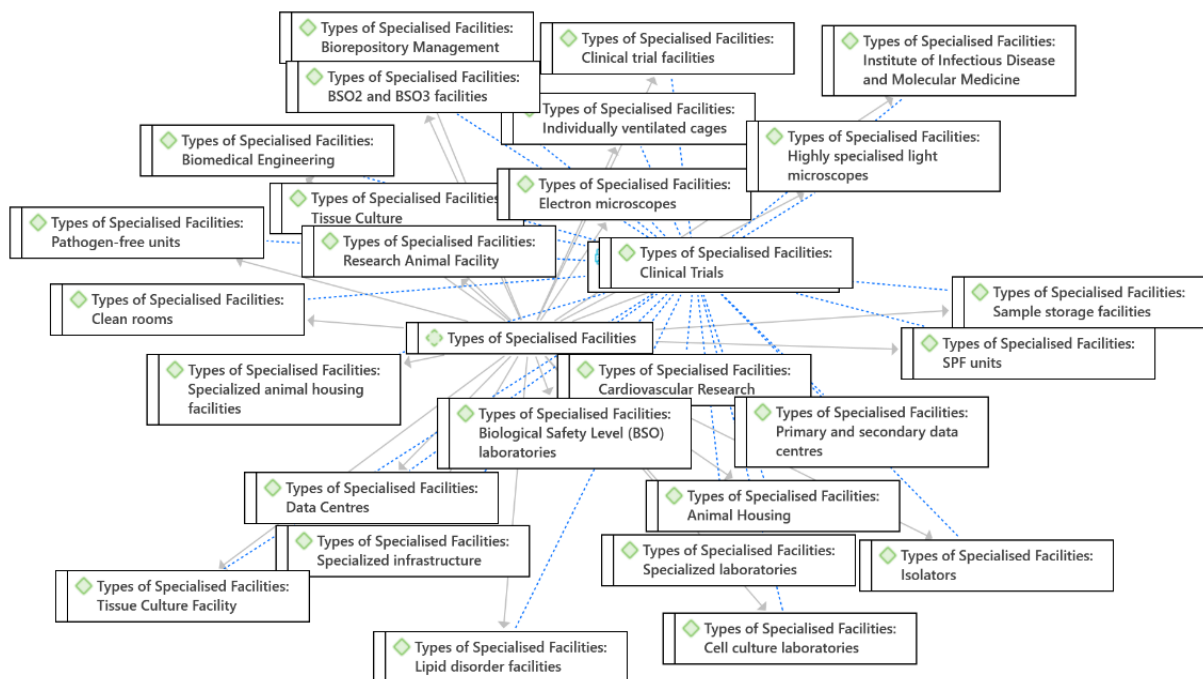 Types of Specialised Facilities:
Biorepository Management
Types of Specialised Facilities:
Clinical trial facilities
Types of Specialised Facilities:
Institute of Infectious Disease
and Molecular Medicine
Types of Specialised Facilities:
BSO2 and BSO3 facilities
Types of Specialised Facilities:
Individually ventilated cages
Types of Specialised Facilities:
Biomedical Engineering
Types of Specialised Facilities:
Highly specialised light
microscopes
Types of Specialised Facilities:
Tissue Culture
Types of Specialised Facilities:
Electron microscopes
Types of Specialised Facilities:
Pathogen-free units
Types of Specialised Facilities:
Research Animal Facility
Types of Specialised Facilities:
Clinical Trials
Types of Specialised Facilities:
Clean rooms
Types of Specialised Facilities:
Sample storage facilities
Types of Specialised Facilities
Types of Specialised Facilities:
SPF units
Types of Specialised Facilities:
Specialized animal housing
facilities
Types of Specialised Facilities:
Cardiovascular Research
Types of Specialised Facilities:
Biological Safety Level (BSO)
laboratories
Types of Specialised Facilities:
Primary and secondary data
centres
Types of Specialised Facilities:
Data Centres
Types of Specialised Facilities:
Animal Housing
Types of Specialised Facilities:
Specialized infrastructure
Types of Specialised Facilities:
Specialized laboratories
Types of Specialised Facilities:
Isolators
Types of Specialised Facilities:
Tissue Culture Facility
Types of Specialised Facilities:
Cell culture laboratories
Types of Specialised Facilities:
Lipid disorder facilities